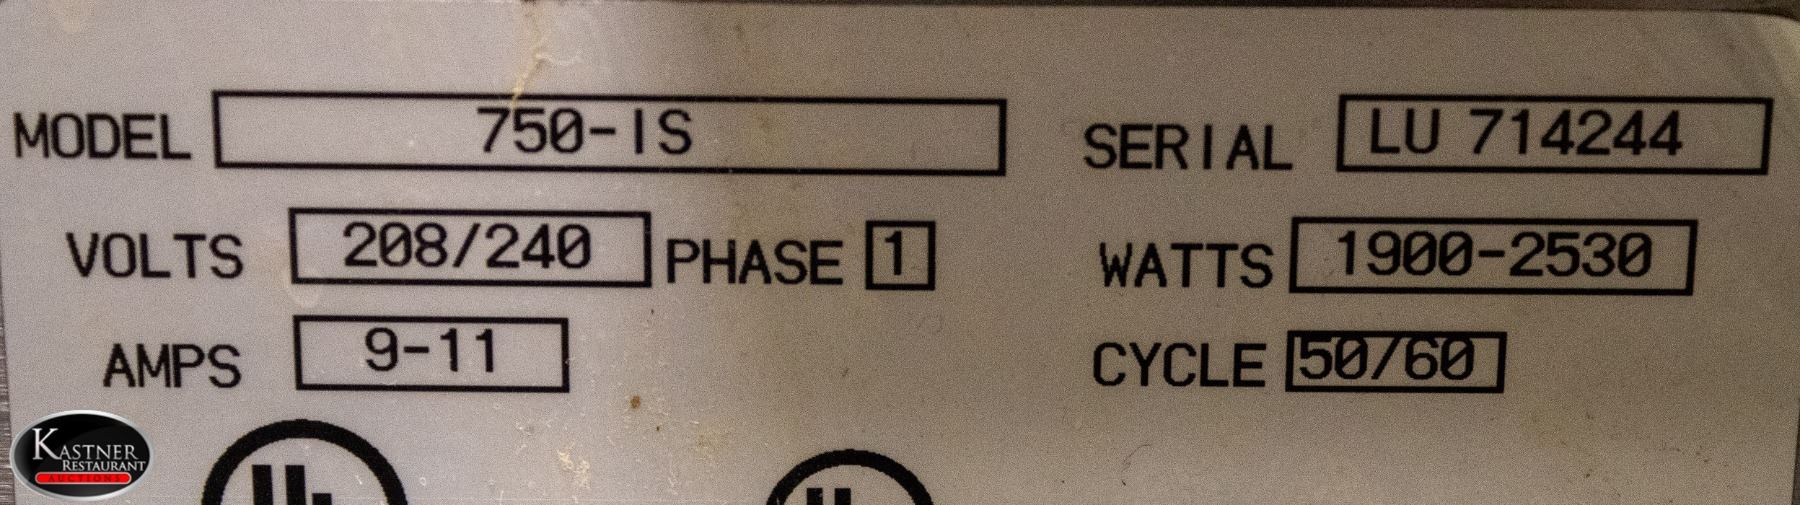 MODEL 750-IS SERIAL LU 714244
VOLTS 208/240 PHASE 1 WATTS 1900-2530
AMPS 9-11 CYCLE 50/60
KASTNER
RESTAURANT
AUCTIONS